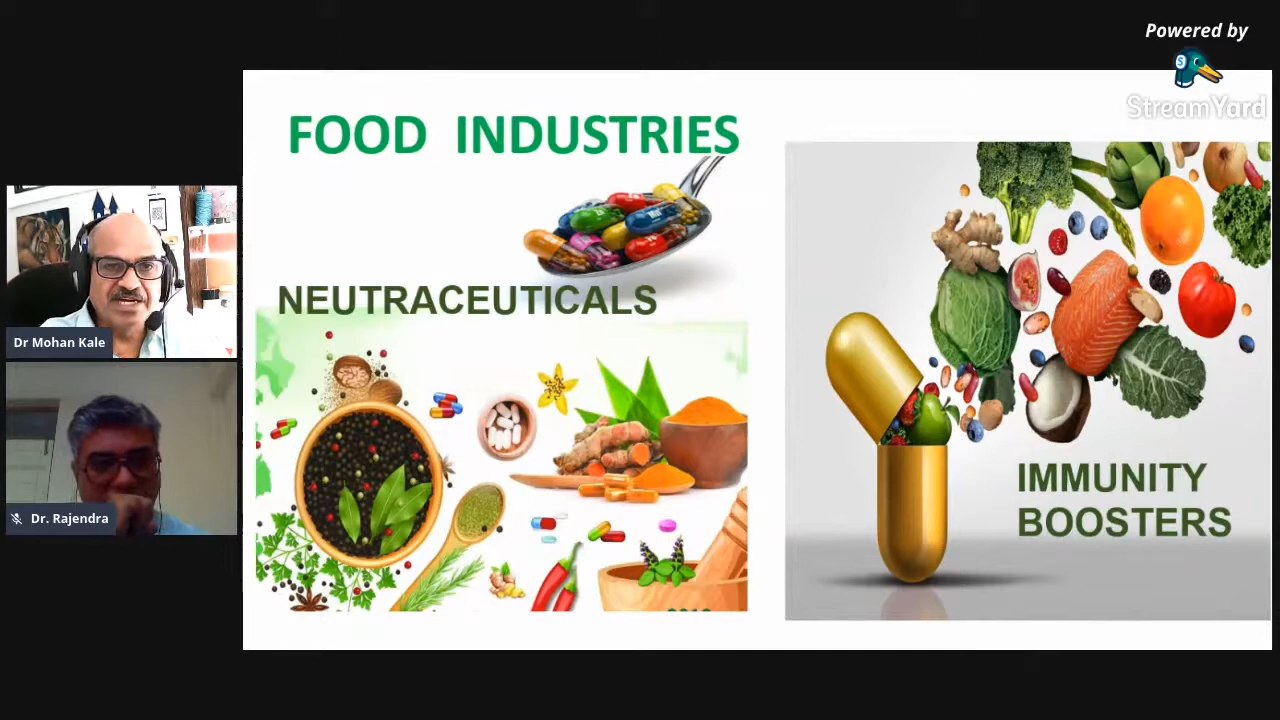 Powered by
StreamYard
FOOD INDUSTRIES
NEUTRACEUTICALS
IMMUNITY
BOOSTERS
Dr Mohan Kale
Dr. Rajendra